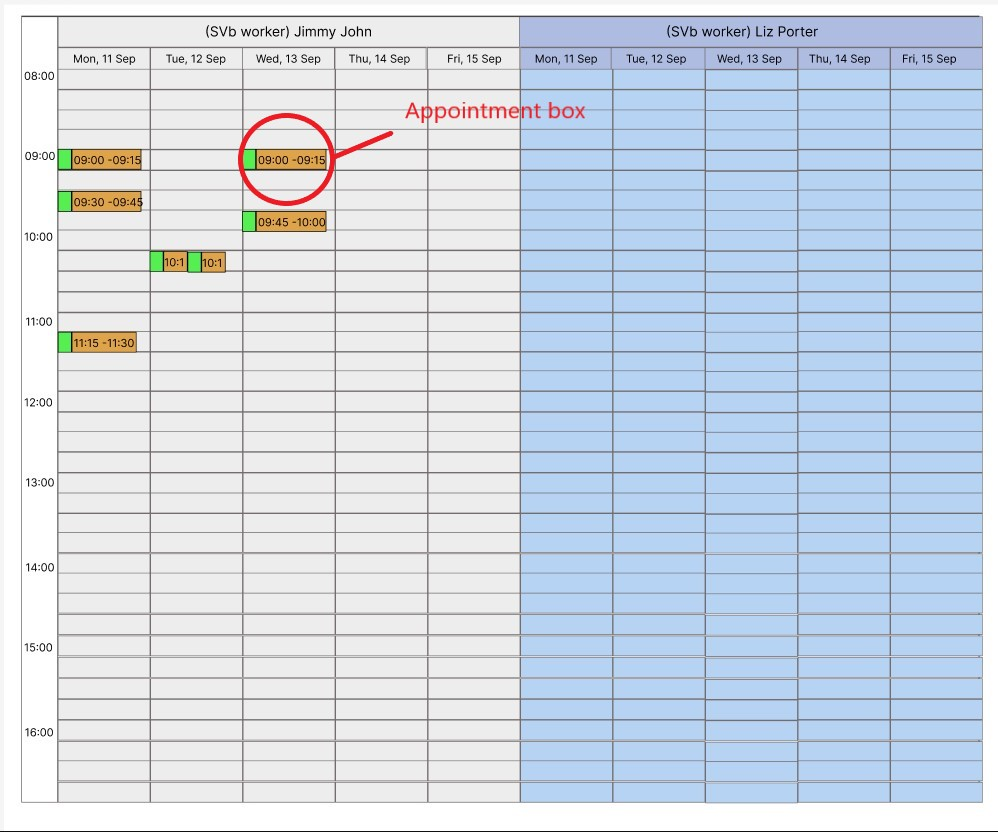 (SVb worker) Jimmy John
(SVb worker) Liz Porter
Mon, 11 Sep
Tue, 12 Sep
Wed, 13 Sep
Thu, 14 Sep
Fri, 15 Sep
Mon, 11 Sep
Tue, 12 Sep
Wed, 13 Sep
Thu, 14 Sep
Fri, 15 Sep
08:00
Appointment box
09:00
09:00 -09:15
09:00 -09:15
09:30 -09:45
09:45 -10:00
10:00
10:1
10:1
11:00
11:15 -11:30
12:00
13:00
14:00
15:00
16:00